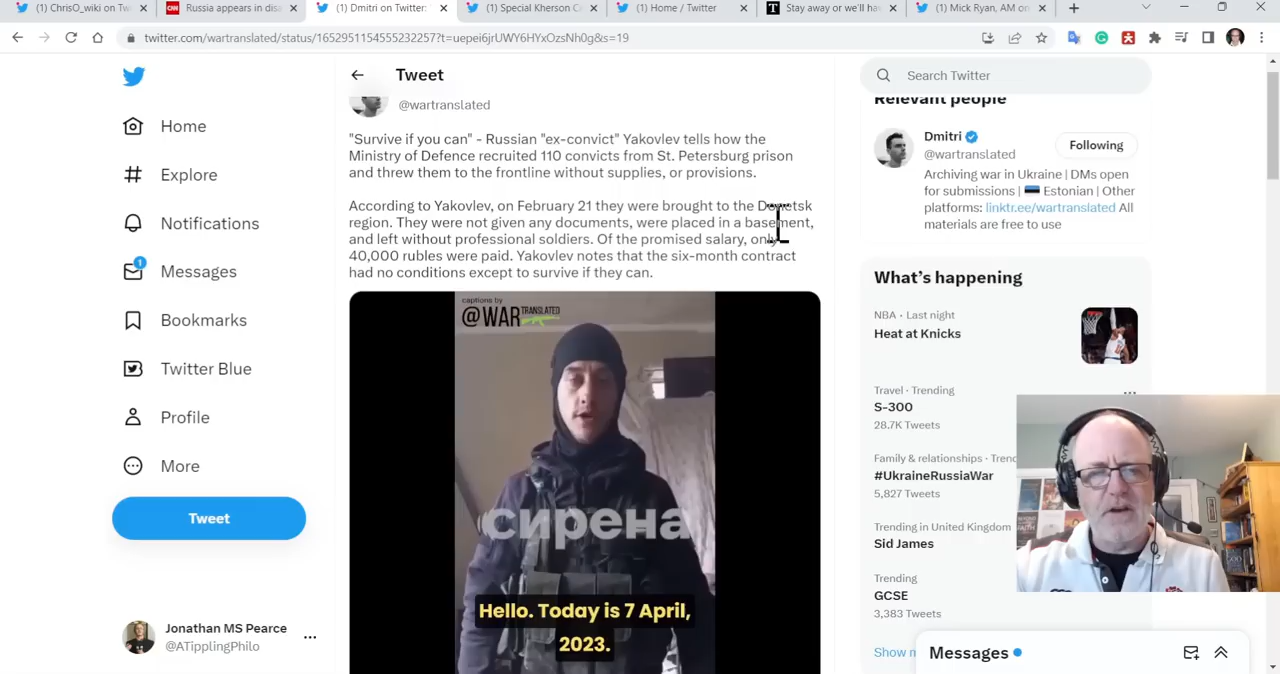 (1) ChrisO_wiki on Tw
Russia appears in disa
(1) Dmitri on Twitter:
(1) Special Kherson C
(1) Home / Twitter
Stay away or we'll ha
(1) Mick Ryan, AM on
twitter.com/wartranslated/status/1652951154555232257?t=uepei6jrUWY6HYxOzsNh0g&s=19
Home
Explore
Notifications
1
Messages
Bookmarks
Twitter Blue
Profile
More
Tweet
Jonathan MS Pearce
@ATipplingPhilo
Tweet
@wartranslated
"Survive if you can" - Russian "ex-convict" Yakovlev tells how the
Ministry of Defence recruited 110 convicts from St. Petersburg prison
and threw them to the frontline without supplies, or provisions.
According to Yakovlev, on February 21 they were brought to the Donetsk
region. They were not given any documents, were placed in a basement,
and left without professional soldiers. Of the promised salary, only
40,000 rubles were paid. Yakovlev notes that the six-month contract
had no conditions except to survive if they can.
captions by
@WAR TRANSLATED
сирена
Hello. Today is 7 April,
2023.
Search Twitter
Relevant people
Dmitri
@wartranslated
Following
Archiving war in Ukraine | DMs open
for submissions | Estonian | Other
platforms: linktr.ee/wartranslated All
materials are free to use
What's happening
NBA · Last night
Heat at Knicks
Travel · Trending
S-300
28.7K Tweets
Family & relationships · Trenc
#UkraineRussiaWar
5,827 Tweets
Trending in United Kingdom
Sid James
Trending
GCSE
3,383 Tweets
Show m
Messages